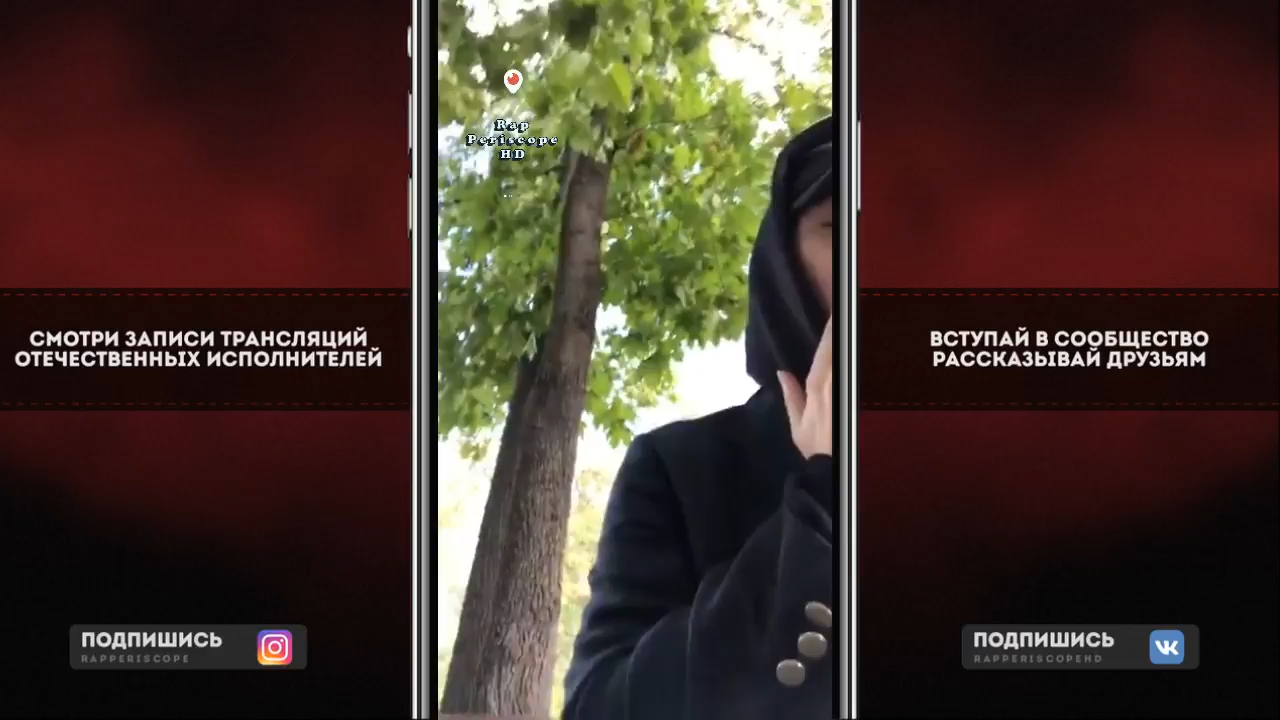 Rap
Periscope
HD
...
СМОТРИ ЗАПИСИ ТРАНСЛЯЦИЙ
ОТЕЧЕСТВЕННЫХ ИСПОЛНИТЕЛЕЙ
ВСТУПАЙ В СООБЩЕСТВО
РАССКАЗЫВАЙ ДРУЗЬЯМ
ПОДПИШИСЬ
RAPPERISCOPE
ПОДПИШИСЬ
RAPPERISCOPEHD